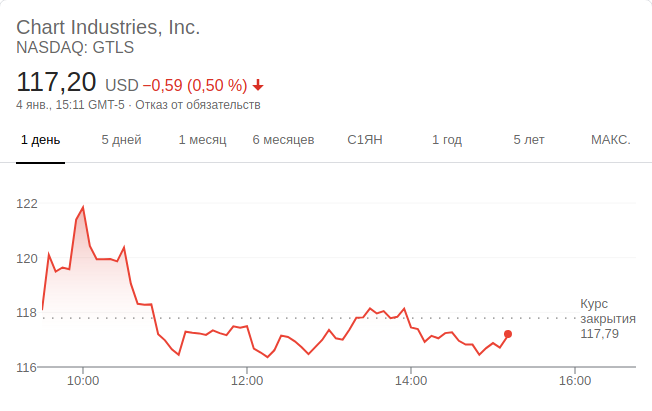 Chart Industries, Inc.
NASDAQ: GTLS
117,20 USD −0,59 (0,50 %)
4 янв., 15:11 GMT-5 · Отказ от обязательств
1 день 5 дней 1 месяц 6 месяцев С1ЯН 1 год 5 лет МАКС.
122
120
118
116
Курс
закрытия
117,79
10:00 12:00 14:00 16:00